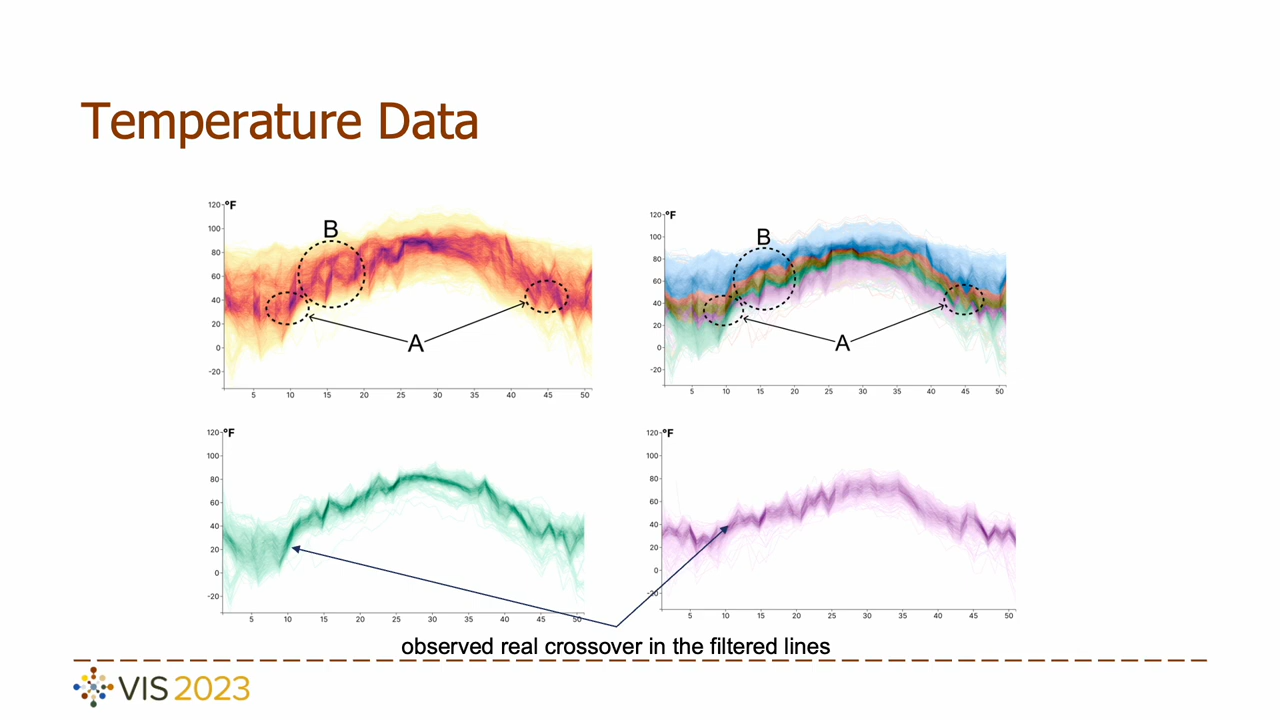 Temperature Data
120 °F
100
80
60
40
20
0
-20
5 10 15 20 25 30 35 40 45 50
B
A
120 °F
100
80
60
40
20
0
-20
5 10 15 20 25 30 35 40 45 50
B
A
120 °F
100
80
60
40
20
0
-20
5 10 15 20 25 30 35 40 45 50
120 °F
100
80
60
40
20
0
-20
5 10 15 20 25 30 35 40 45 50
observed real crossover in the filtered lines
VIS 2023